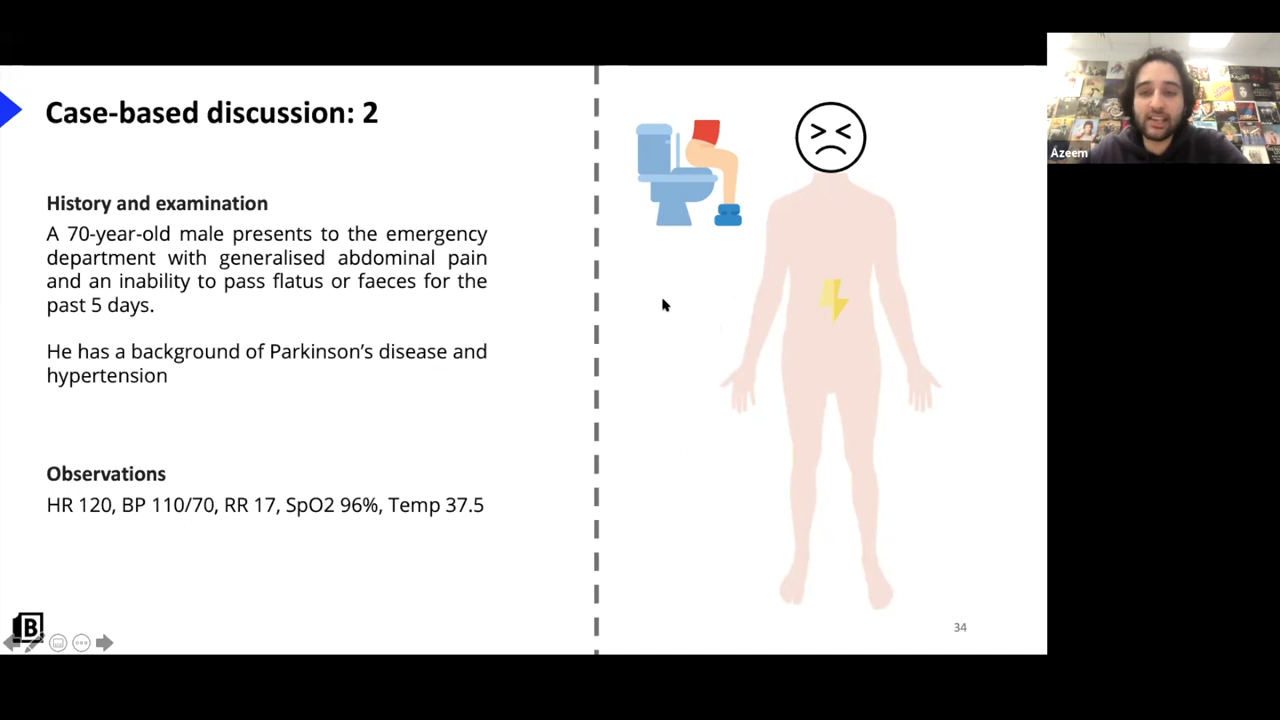 Case-based discussion: 2
History and examination
A 70-year-old male presents to the emergency
department with generalised abdominal pain
and an inability to pass flatus or faeces for the
past 5 days.
He has a background of Parkinson’s disease and
hypertension
Observations
HR 120, BP 110/70, RR 17, SpO2 96%, Temp 37.5
B
34
Azeem